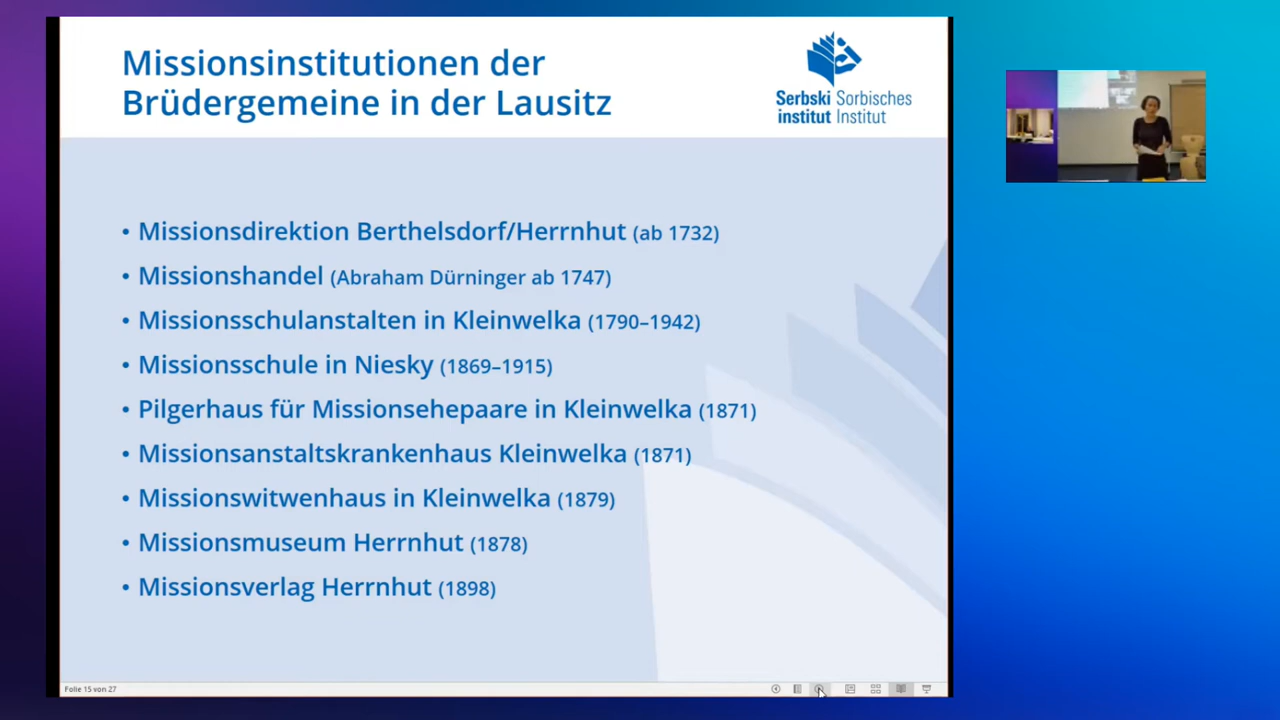 Missionsinstitutionen der
Brüdergemeine in der Lausitz
Serbski Sorbisches
institut Institut
• Missionsdirektion Berthelsdorf/Herrnhut (ab 1732)
• Missionshandel (Abraham Dürninger ab 1747)
• Missionsschulanstalten in Kleinwelka (1790–1942)
• Missionsschule in Niesky (1869–1915)
• Pilgerhaus für Missionsehepaare in Kleinwelka (1871)
• Missionsanstaltskrankenhaus Kleinwelka (1871)
• Missionswitwenhaus in Kleinwelka (1879)
• Missionsmuseum Herrnhut (1878)
• Missionsverlag Herrnhut (1898)
Folie 15 von 27